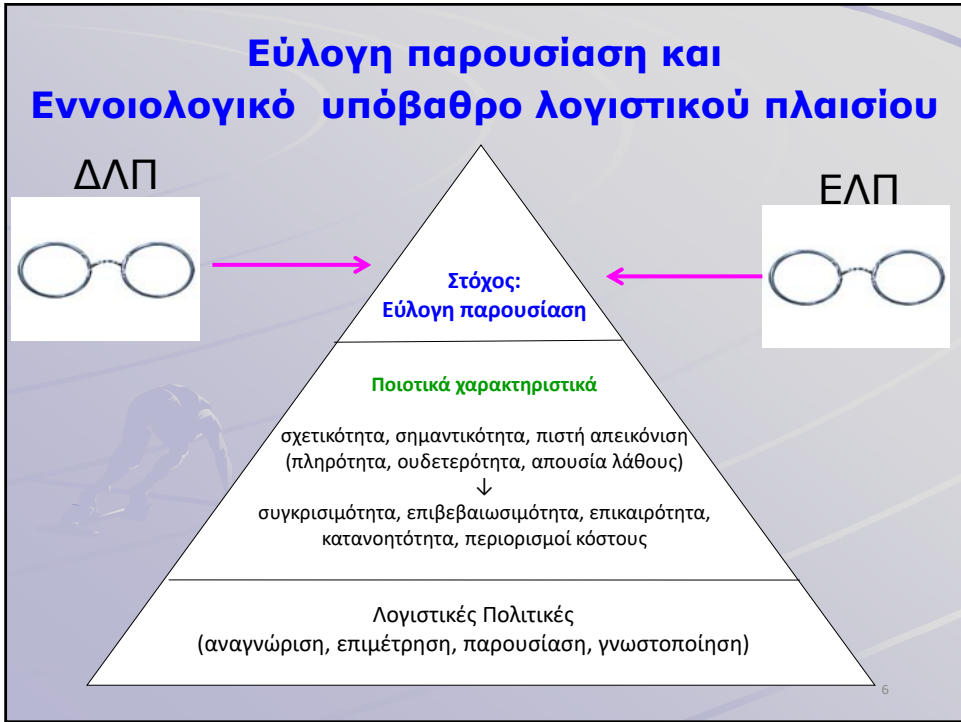 Εύλογη παρουσίαση και
Εννοιολογικό υπόβαθρο λογιστικού πλαισίου
ΔΛΠ
ΕΛΠ
Στόχος:
Εύλογη παρουσίαση
Ποιοτικά χαρακτηριστικά
σχετικότητα, σημαντικότητα, πιστή απεικόνιση
(πληρότητα, ουδετερότητα, απουσία λάθους)
↓
συγκρισιμότητα, επιβεβαιωσιμότητα, επικαιρότητα,
κατανοητότητα, περιορισμοί κόστους
Λογιστικές Πολιτικές
(αναγνώριση, επιμέτρηση, παρουσίαση, γνωστοποίηση)
6